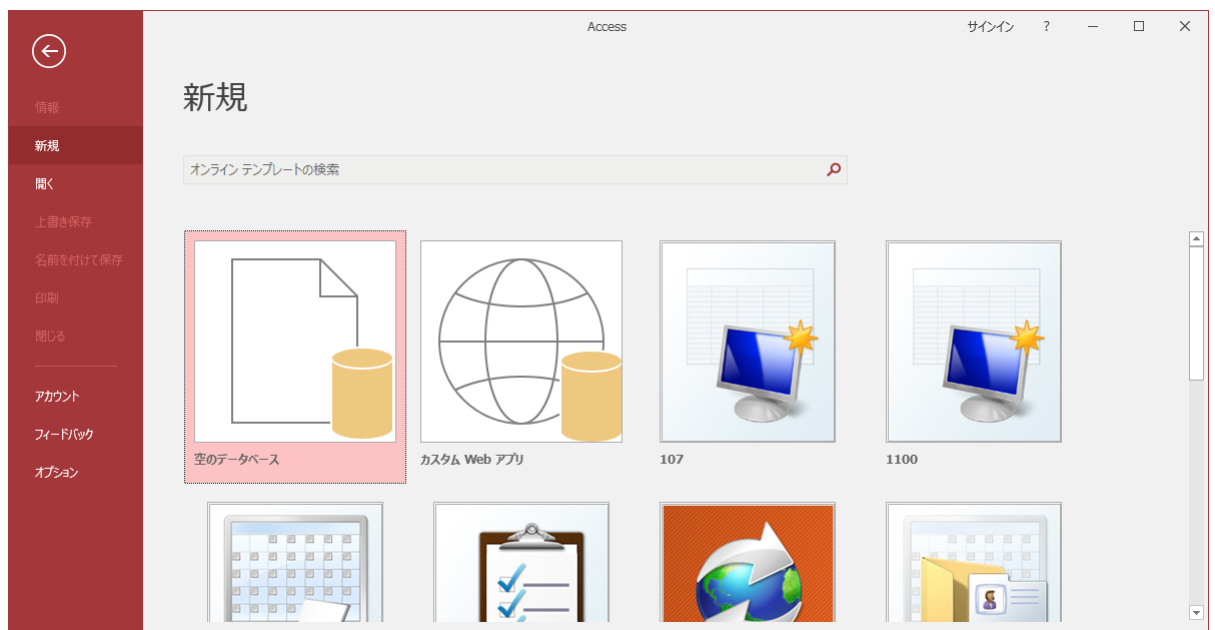 Access
サインイン
?
情報
新規
開く
上書き保存
名前を付けて保存
印刷
閉じる
アカウント
フィードバック
オプション
新規
オンライン テンプレートの検索
空のデータベース
カスタム Web アプリ
107
1100